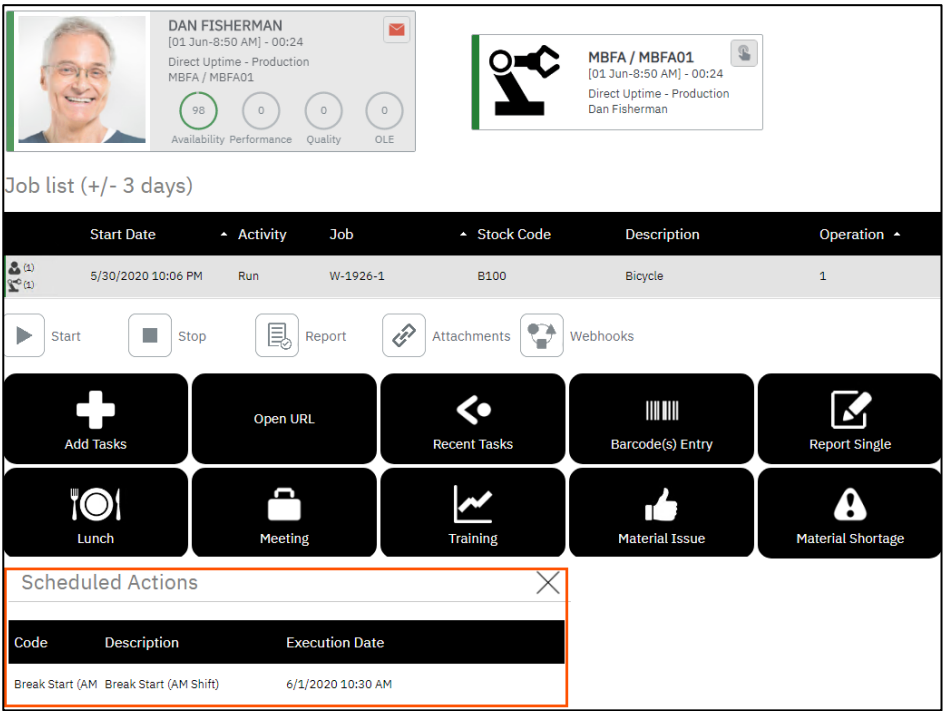 DAN FISHERMAN
[01 Jun-8:50 AM] - 00:24
Direct Uptime - Production
MBFA / MBFA01
98 0 0 0
Availability Performance Quality OLE
MBFA / MBFA01
[01 Jun-8:50 AM] - 00:24
Direct Uptime - Production
Dan Fisherman
Job list (+/- 3 days)
Start Date Activity Job Stock Code Description Operation
(1)
(1)
5/30/2020 10:06 PM Run W-1926-1 B100 Bicycle 1
Start Stop Report Attachments Webhooks
Open URL
Add Tasks Recent Tasks Barcode(s) Entry Report Single
Lunch Meeting Training Material Issue Material Shortage
Scheduled Actions
Code Description Execution Date
Break Start (AM Break Start (AM Shift) 6/1/2020 10:30 AM